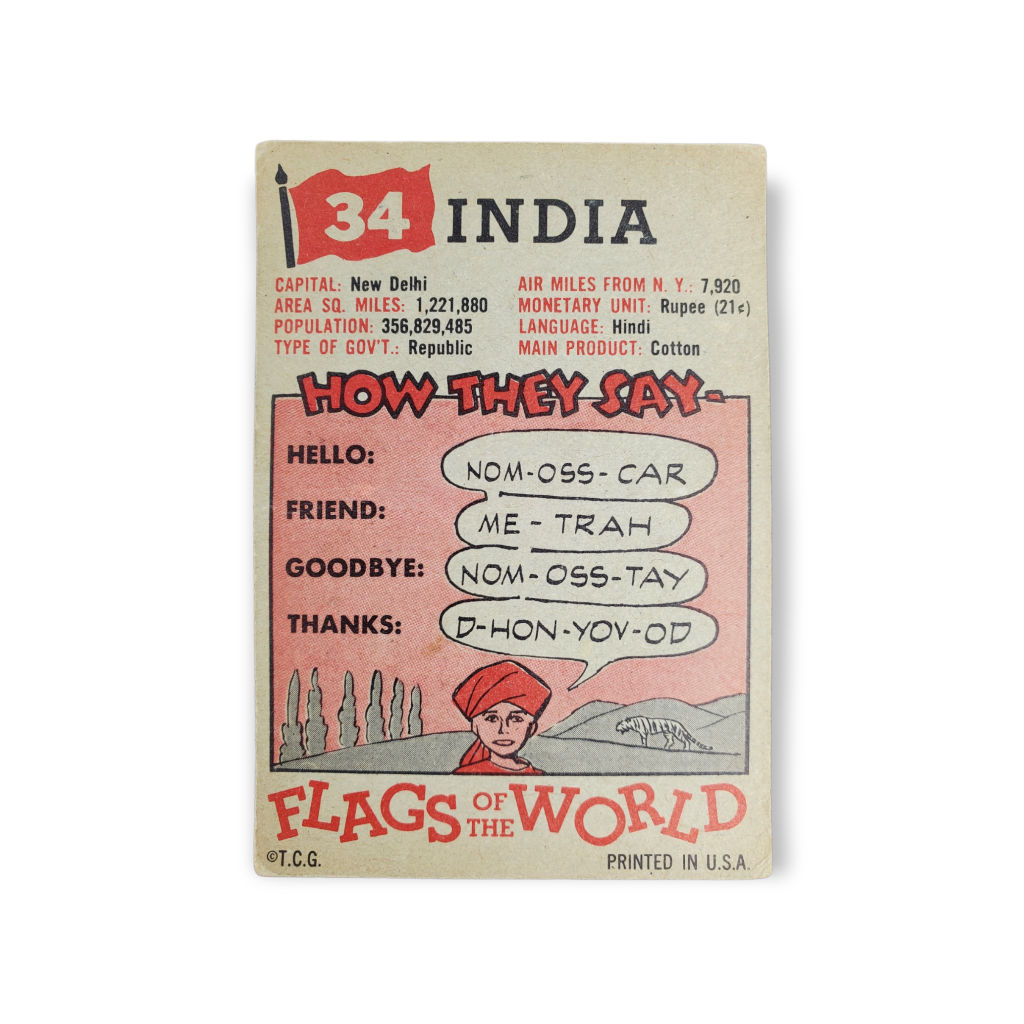 34 INDIA
CAPITAL: New Delhi
AREA SQ. MILES: 1,221,880
POPULATION: 356,829,485
TYPE OF GOV'T.: Republic
AIR MILES FROM N. Y.: 7,920
MONETARY UNIT: Rupee (21¢)
LANGUAGE: Hindi
MAIN PRODUCT: Cotton
HOW THEY SAY-
HELLO: NOM-OSS-CAR
FRIEND: ME-TRAH
GOODBYE: NOM-OSS-TAY
THANKS: D-HON-YOV-OD
FLAGS OF THE WORLD
©T.C.G. PRINTED IN U.S.A.